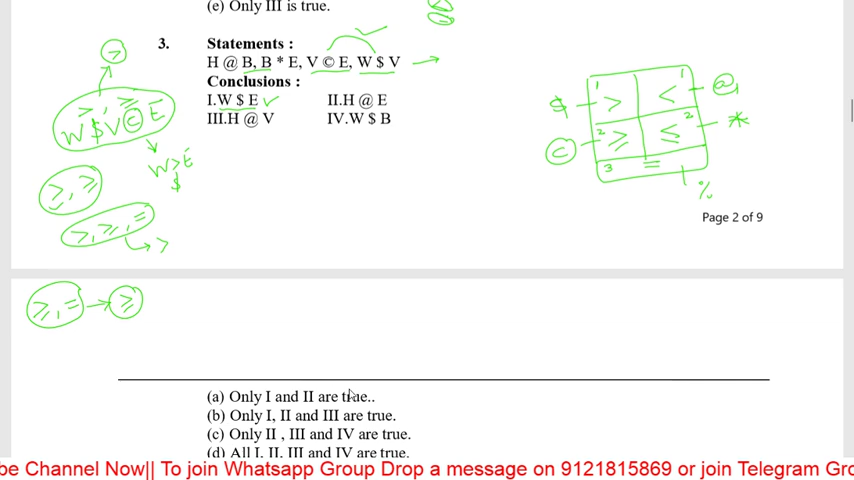 (e) Only III is true.
3. Statements :
H @ B, B * E, V © E, W $ V
Conclusions :
I.W $ E II.H @ E
III.H @ V IV.W $ B
>
>, ≥
W $ V © E
W > E
$
>, ≥
>, ≥, =
>
≥, = → ≥
$ 1 > 1 < @
© 2 ≥ 2 ≤ *
3 = %
Page 2 of 9
(a) Only I and II are true..
(b) Only I, II and III are true.
(c) Only II , III and IV are true.
(d) All I, II, III and IV are true.
be Channel Now|| To join Whatsapp Group Drop a message on 9121815869 or join Telegram Gro